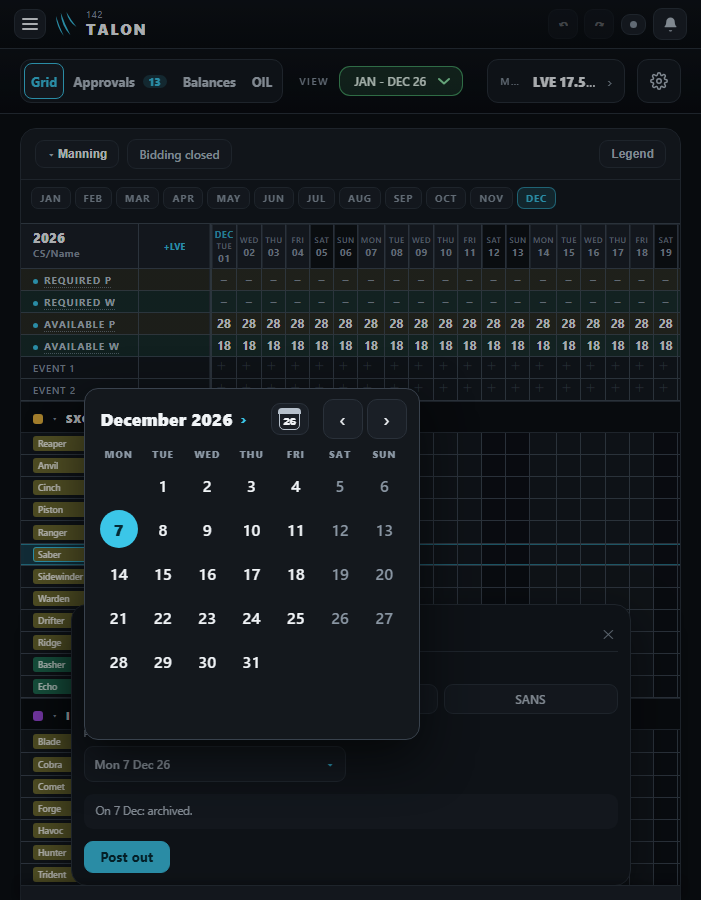 142
TALON
Grid Approvals 13 Balances OIL VIEW JAN - DEC 26 M... LVE 17.5... ›
Manning Bidding closed Legend
JAN FEB MAR APR MAY JUN JUL AUG SEP OCT NOV DEC
2026
CS/Name
+LVE
DEC
TUE WED THU FRI SAT SUN MON TUE WED THU FRI SAT SUN MON TUE WED THU FRI SAT
01 02 03 04 05 06 07 08 09 10 11 12 13 14 15 16 17 18 19
REQUIRED P – – – – – – – – – – – – – – – – – – –
REQUIRED W – – – – – – – – – – – – – – – – – – –
AVAILABLE P 28 28 28 28 28 28 28 28 28 28 28 28 28 28 28 28 28 28 28
AVAILABLE W 18 18 18 18 18 18 18 18 18 18 18 18 18 18 18 18 18 18 18
EVENT 1 + + + + + + + + + + + + + + + + + + +
EVENT 2 + + + + + + + + + + + + + + + + + + +
Reaper
Anvil
Cinch
Piston
Ranger
Saber
Sidewinder
Warden
Drifter
Ridge
Basher
Echo
Blade
Cobra
Comet
Forge
Havoc
Hunter
Trident
December 2026 › 26 ‹ ›
MON TUE WED THU FRI SAT SUN
1 2 3 4 5 6
7 8 9 10 11 12 13
14 15 16 17 18 19 20
21 22 23 24 25 26 27
28 29 30 31
SANS
Mon 7 Dec 26
On 7 Dec: archived.
Post out